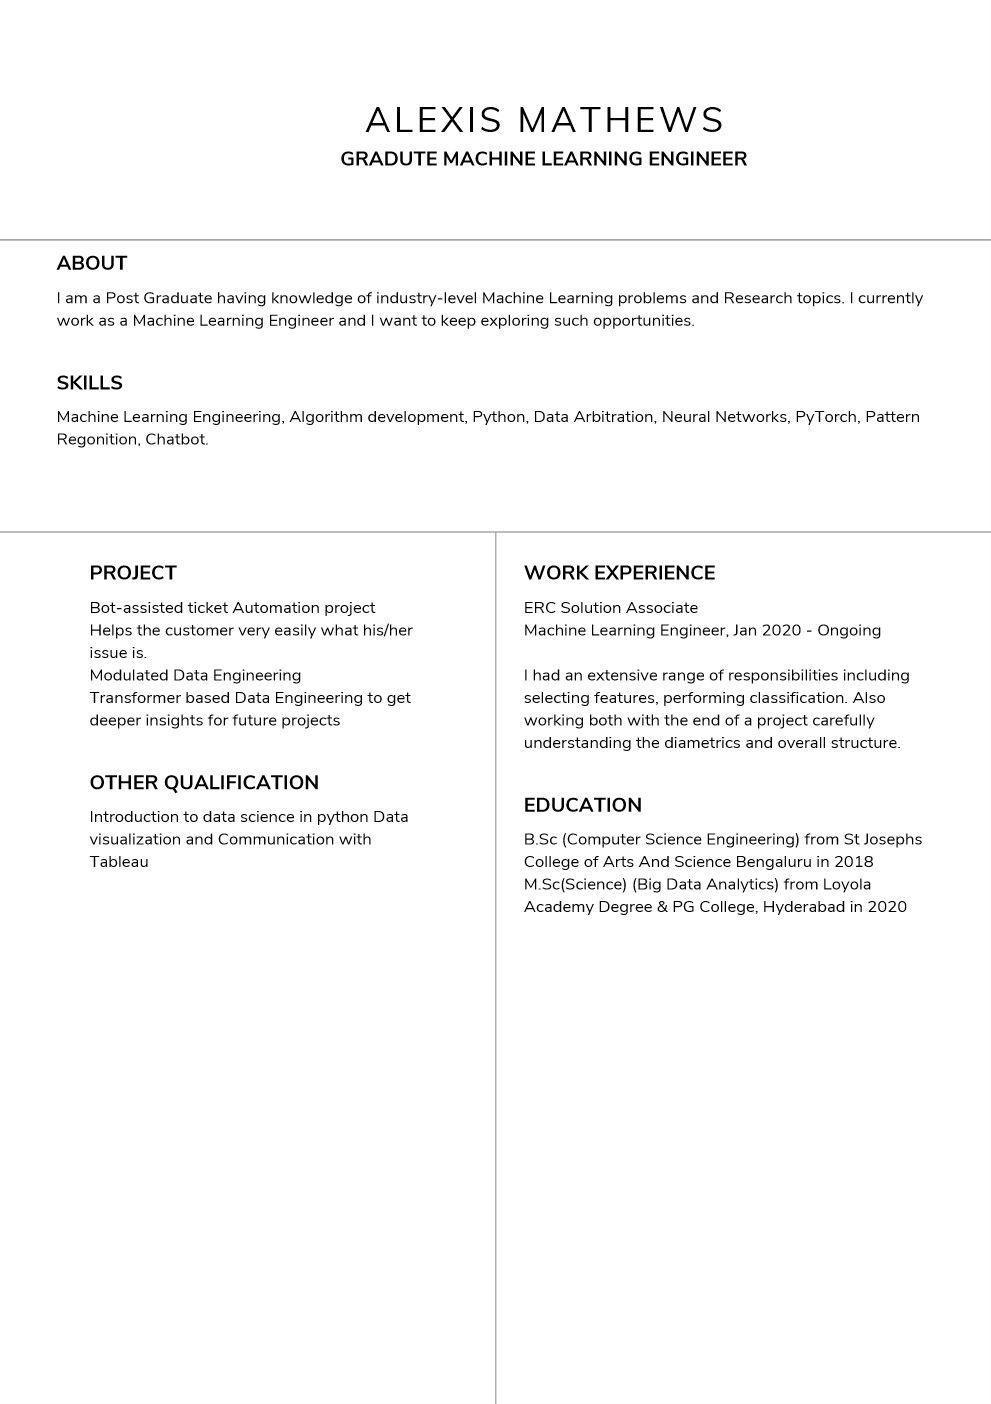 ALEXIS MATHEWS
GRADUTE MACHINE LEARNING ENGINEER
ABOUT
I am a Post Graduate having knowledge of industry-level Machine Learning problems and Research topics. I currently
work as a Machine Learning Engineer and I want to keep exploring such opportunities.
SKILLS
Machine Learning Engineering, Algorithm development, Python, Data Arbitration, Neural Networks, PyTorch, Pattern
Regonition, Chatbot.
PROJECT
Bot-assisted ticket Automation project
Helps the customer very easily what his/her
issue is.
Modulated Data Engineering
Transformer based Data Engineering to get
deeper insights for future projects
OTHER QUALIFICATION
Introduction to data science in python Data
visualization and Communication with
Tableau
WORK EXPERIENCE
ERC Solution Associate
Machine Learning Engineer, Jan 2020 - Ongoing
I had an extensive range of responsibilities including
selecting features, performing classification. Also
working both with the end of a project carefully
understanding the diametrics and overall structure.
EDUCATION
B.Sc (Computer Science Engineering) from St Josephs
College of Arts And Science Bengaluru in 2018
M.Sc(Science) (Big Data Analytics) from Loyola
Academy Degree & PG College, Hyderabad in 2020